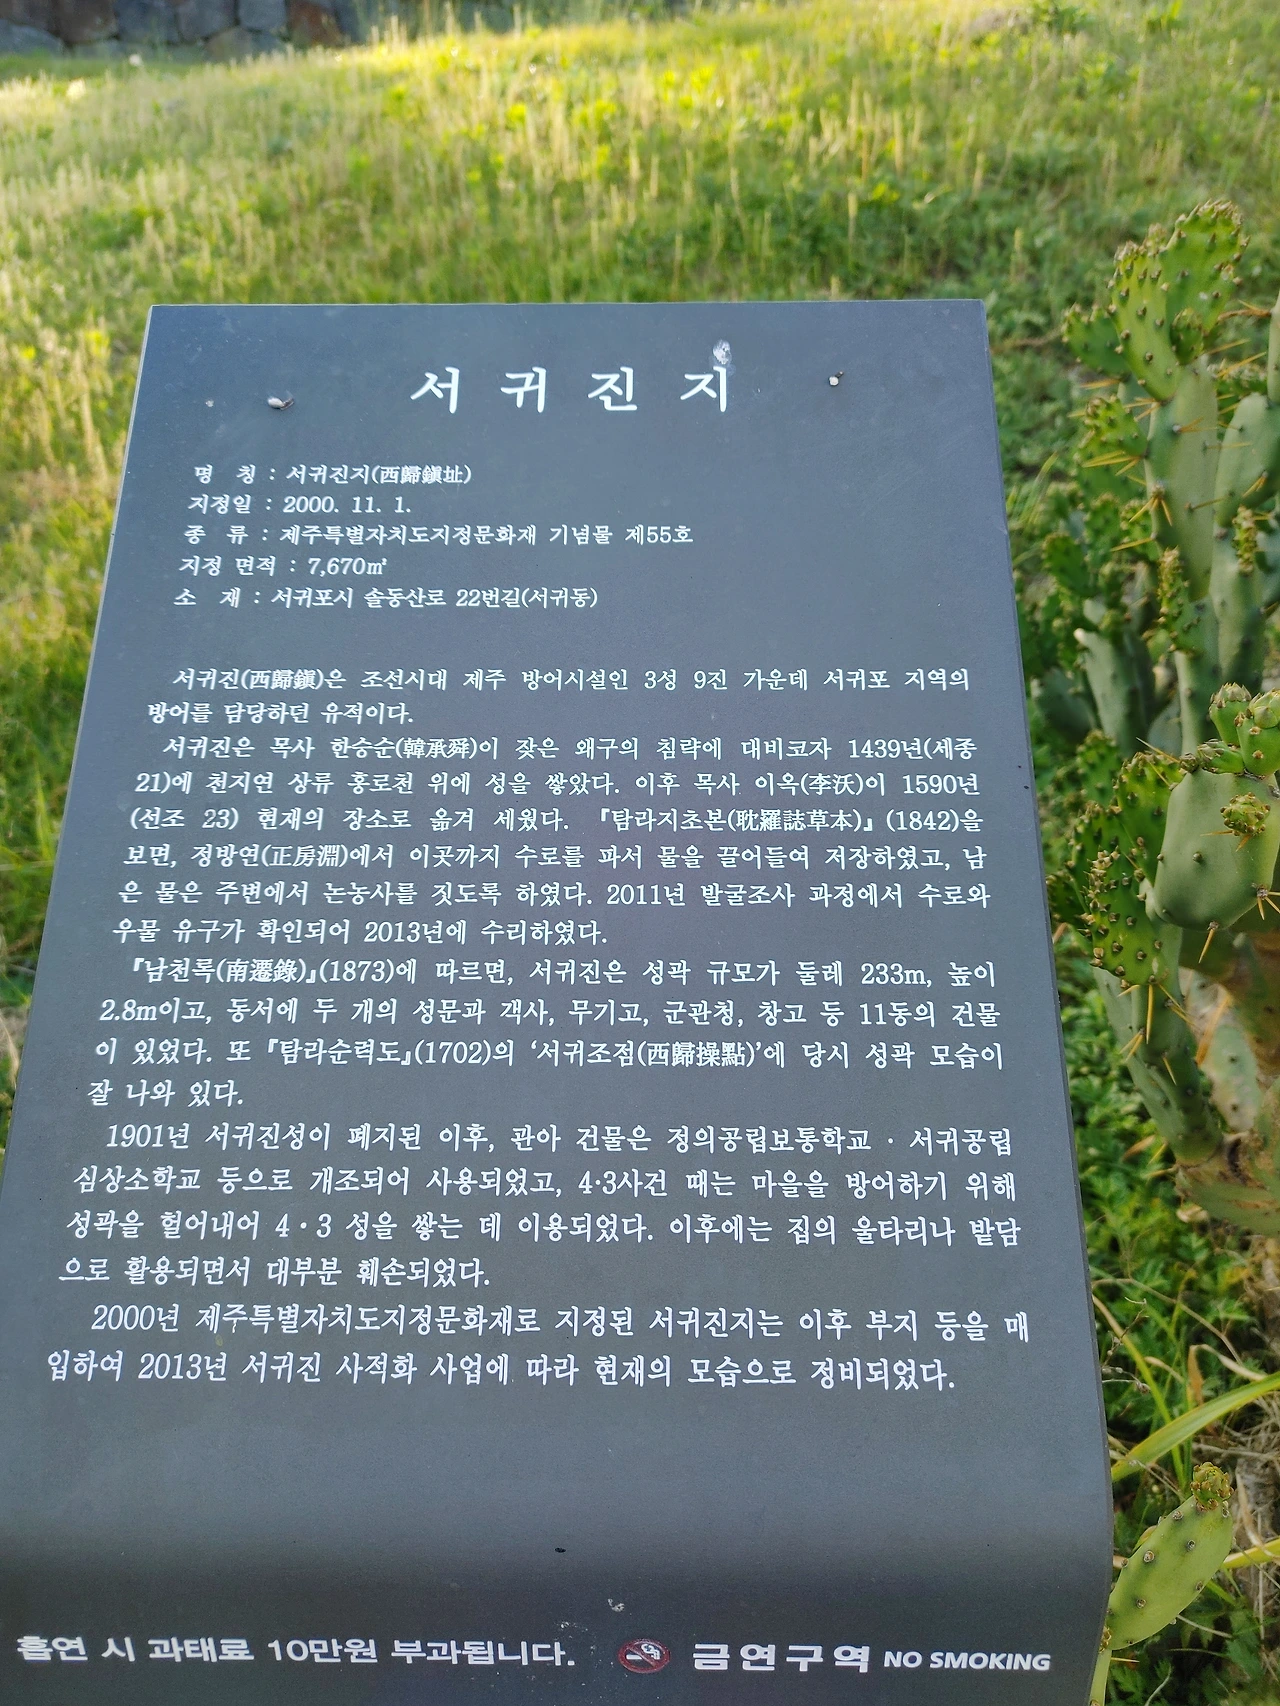 서귀진지
명 칭 : 서귀진지(西歸鎭址)
지정일 : 2000. 11. 1.
종 류 : 제주특별자치도지정문화재 기념물 제55호
지정 면적 : 7,670㎡
소 재 : 서귀포시 솔동산로 22번길(서귀동)
서귀진(西歸鎭)은 조선시대 제주 방어시설인 3성 9진 가운데 서귀포 지역의
방어를 담당하던 유적이다.
서귀진은 목사 한승순(韓承舜)이 잦은 왜구의 침략에 대비코자 1439년(세종
21)에 천지연 상류 홍로천 위에 성을 쌓았다. 이후 목사 이옥(李沃)이 1590년
(선조 23) 현재의 장소로 옮겨 세웠다. 『탐라지초본(耽羅誌草本)』(1842)을
보면, 정방연(正房淵)에서 이곳까지 수로를 파서 물을 끌어들여 저장하였고, 남
은 물은 주변에서 논농사를 짓도록 하였다. 2011년 발굴조사 과정에서 수로와
우물 유구가 확인되어 2013년에 수리하였다.
『남천록(南遷錄)』(1873)에 따르면, 서귀진은 성곽 규모가 둘레 233m, 높이
2.8m이고, 동서에 두 개의 성문과 객사, 무기고, 군관청, 창고 등 11동의 건물
이 있었다. 또 『탐라순력도』(1702)의 ‘서귀조점(西歸操點)’에 당시 성곽 모습이
잘 나와 있다.
1901년 서귀진성이 폐지된 이후, 관아 건물은 정의공립보통학교 · 서귀공립
심상소학교 등으로 개조되어 사용되었고, 4·3사건 때는 마을을 방어하기 위해
성곽을 헐어내어 4·3 성을 쌓는 데 이용되었다. 이후에는 집의 울타리나 밭담
으로 활용되면서 대부분 훼손되었다.
2000년 제주특별자치도지정문화재로 지정된 서귀진지는 이후 부지 등을 매
입하여 2013년 서귀진 사적화 사업에 따라 현재의 모습으로 정비되었다.
흡연 시 과태료 10만원 부과됩니다. 금연구역 NO SMOKING